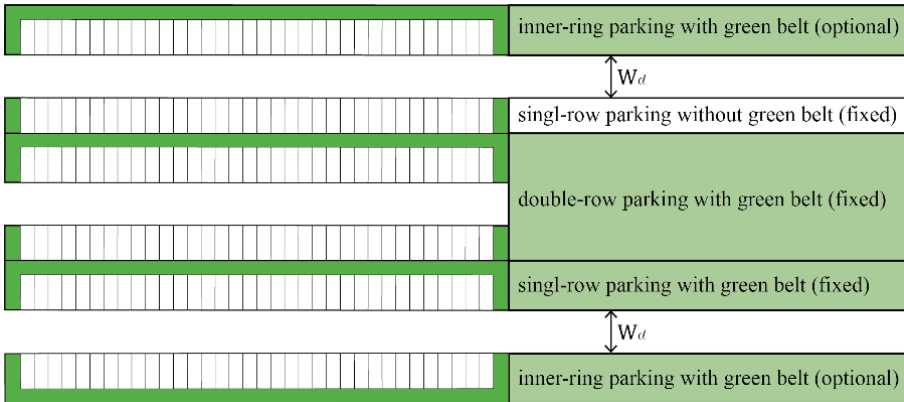 inner-ring parking with green belt (optional)
Wd
singl-row parking without green belt (fixed)
double-row parking with green belt (fixed)
singl-row parking with green belt (fixed)
Wd
inner-ring parking with green belt (optional)